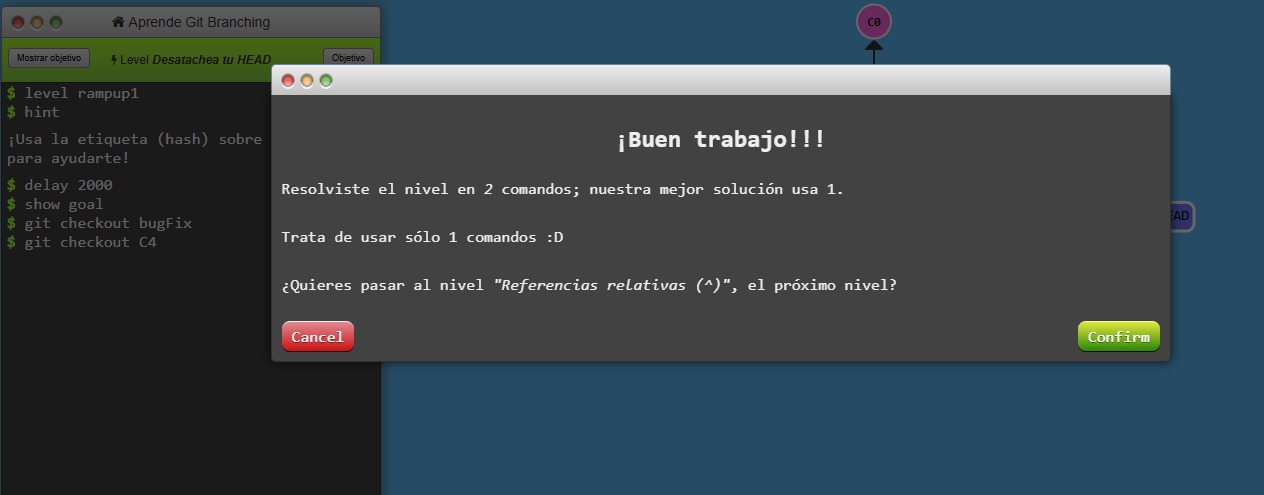 Aprende Git Branching
Mostrar objetivo
Level Desatachea tu HEAD
Objetivo
$ level rampup1
$ hint
¡Usa la etiqueta (hash) sobre
para ayudarte!
$ delay 2000
$ show goal
$ git checkout bugFix
$ git checkout C4
C0
¡Buen trabajo!!!
Resolviste el nivel en 2 comandos; nuestra mejor solución usa 1.
Trata de usar sólo 1 comandos :D
¿Quieres pasar al nivel "Referencias relativas (^)", el próximo nivel?
Cancel
Confirm